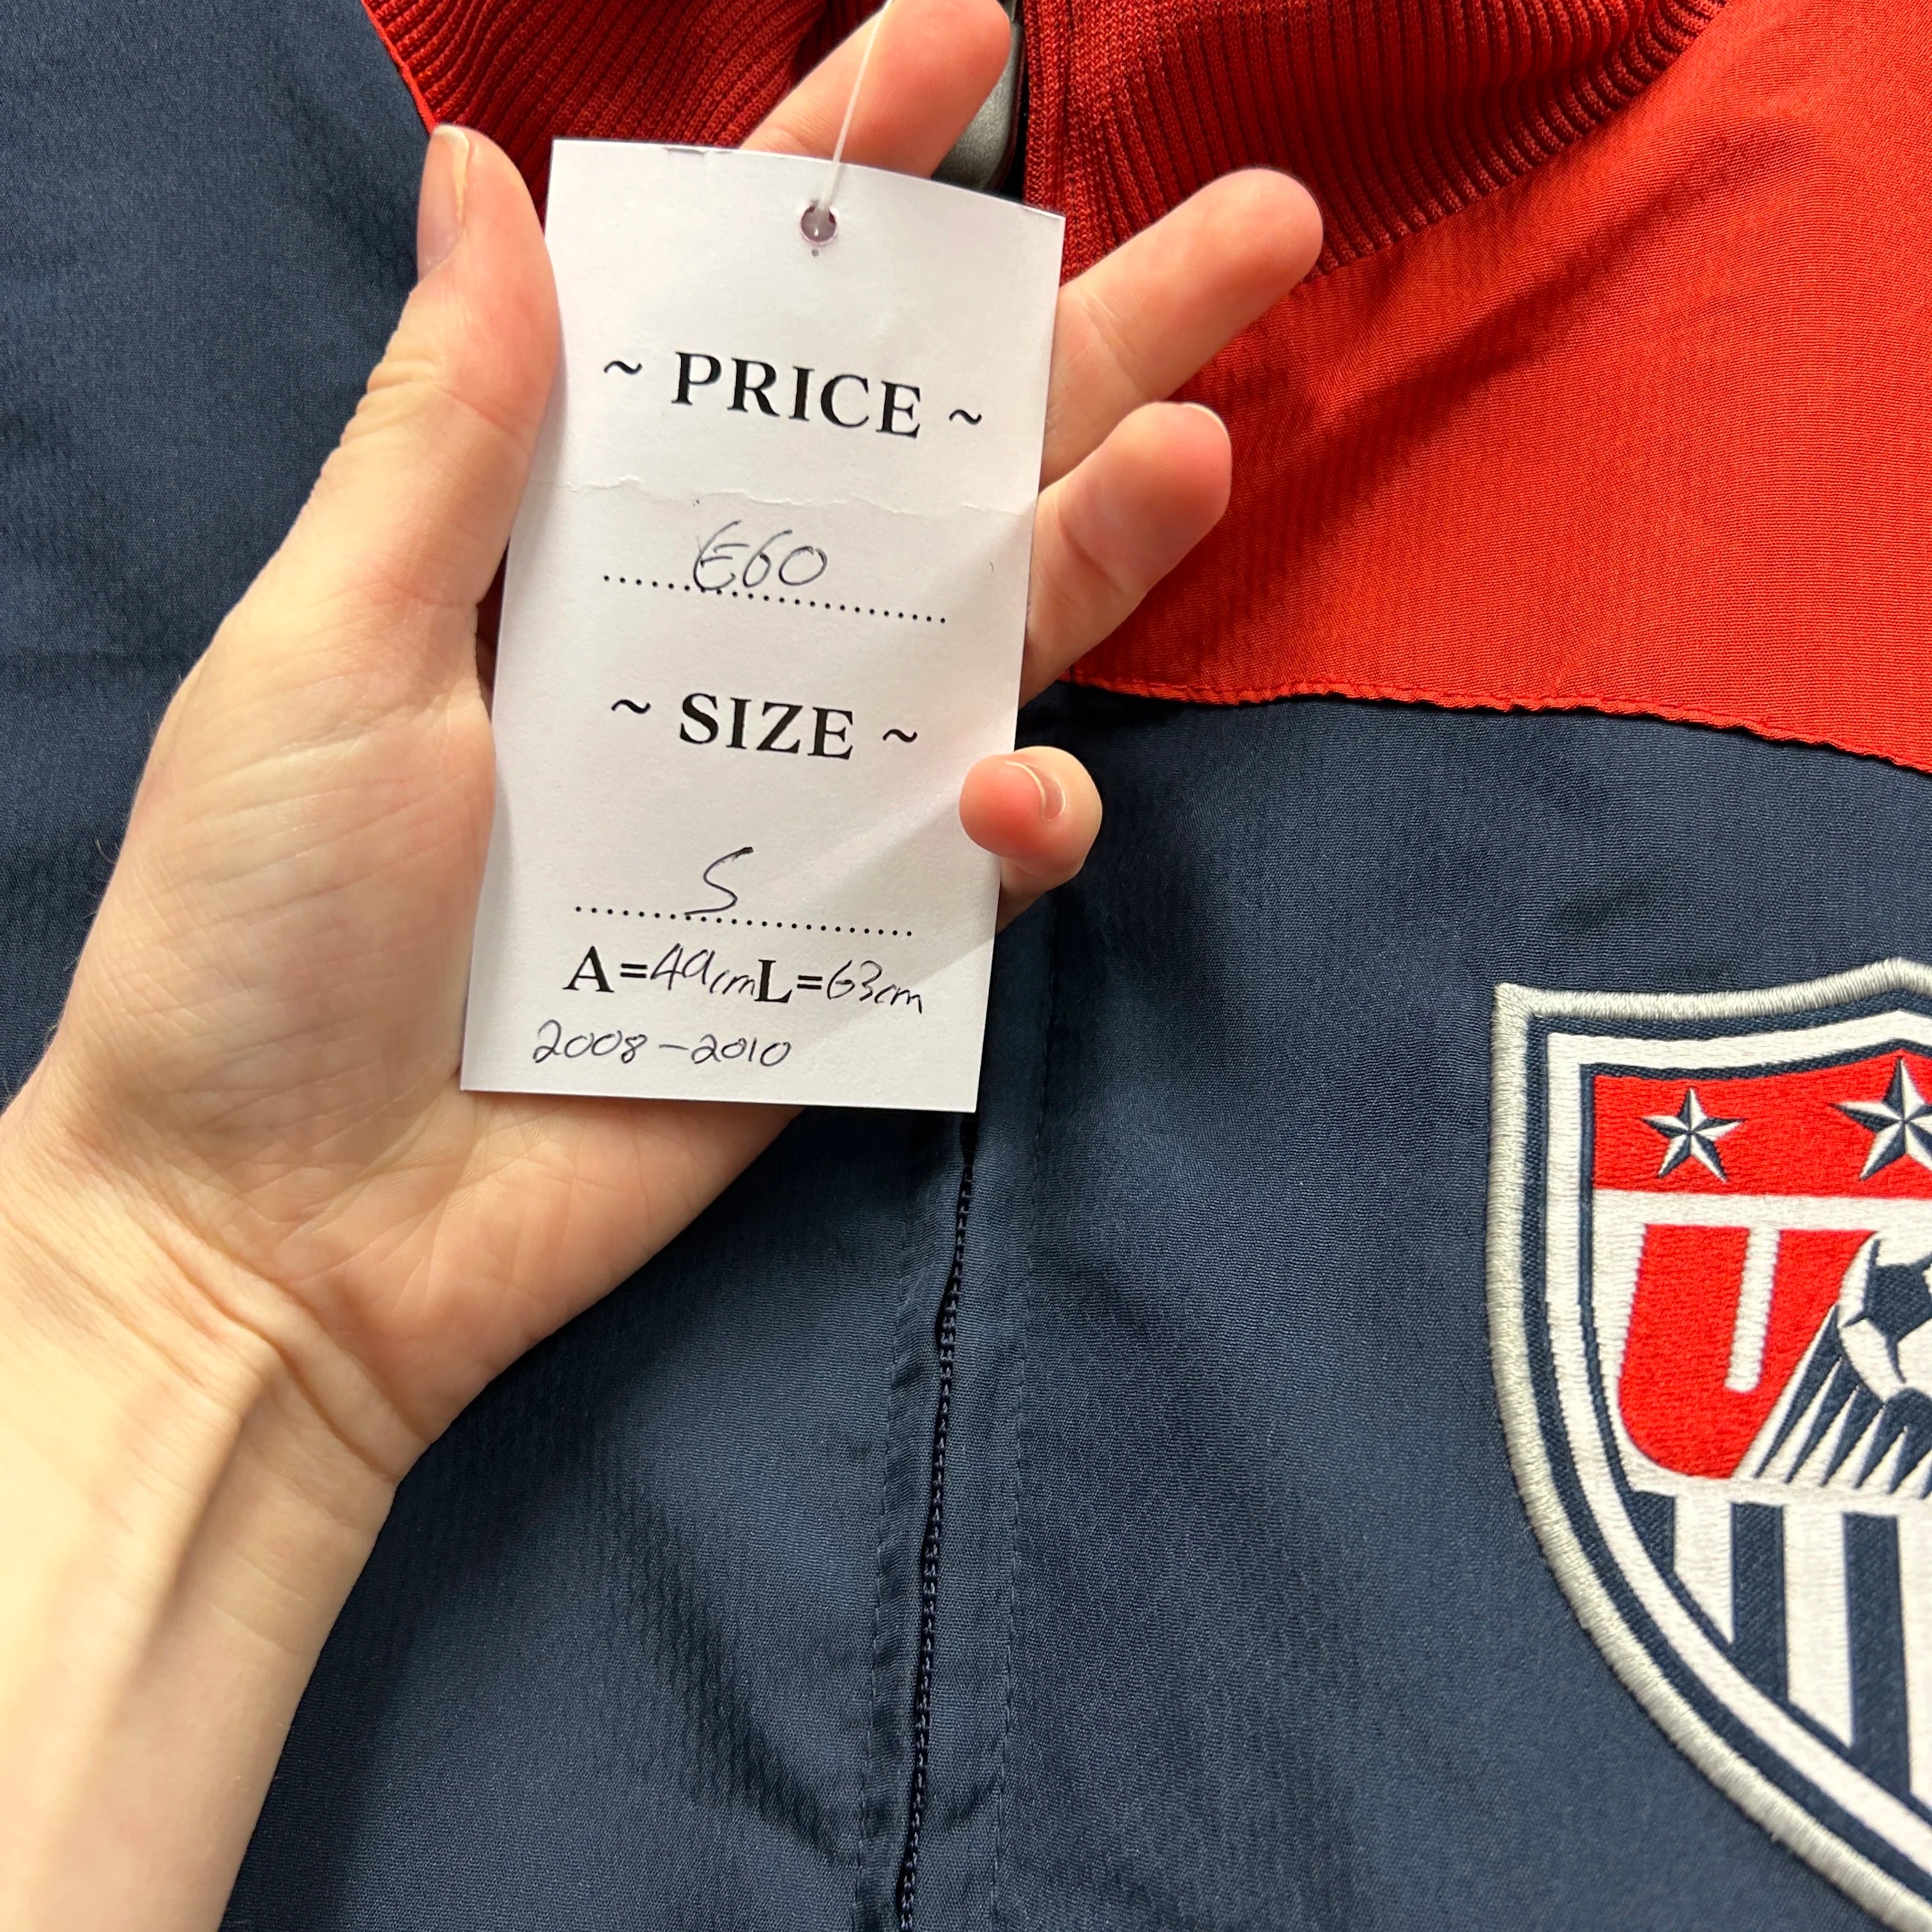 ~ PRICE ~
€60
~ SIZE ~
S
A=49cm L=63cm
2008-2010
U